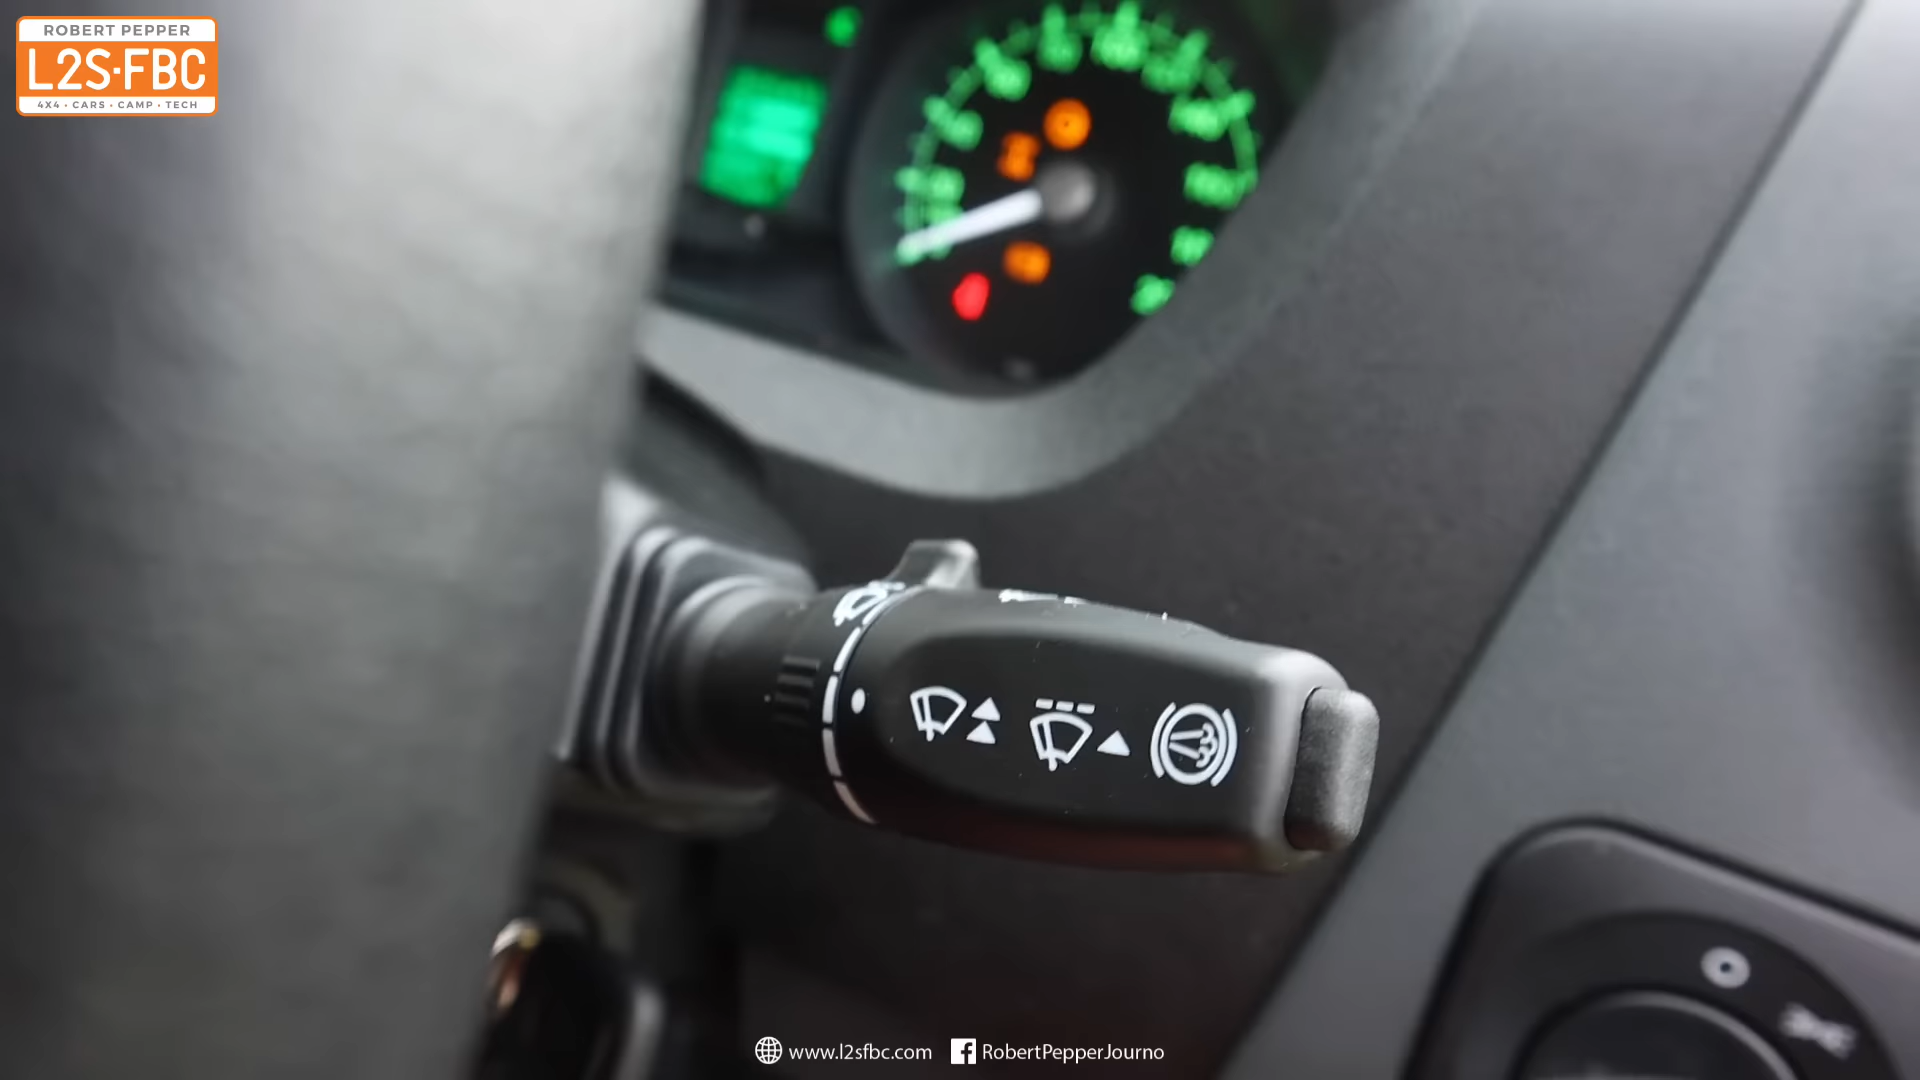 ROBERT PEPPER
L2S·FBC
4X4 · CARS · CAMP · TECH
www.l2sfbc.com RobertPepperJourno